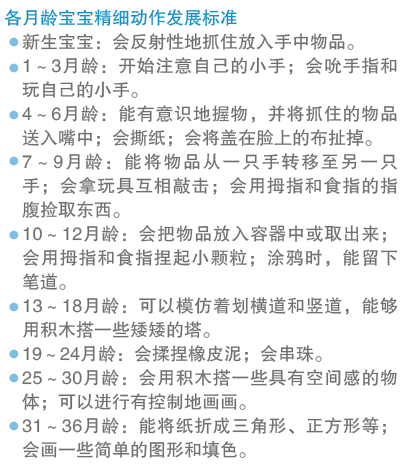 各月龄宝宝精细动作发展标准
●新生宝宝：会反射性地抓住放入手中物品。
●1～3月龄：开始注意自己的小手；会吮手指和
玩自己的小手。
●4～6月龄：能有意识地握物，并将抓住的物品
送入嘴中；会撕纸；会将盖在脸上的布扯掉。
●7～9月龄：能将物品从一只手转移至另一只
手；会拿玩具互相敲击；会用拇指和食指的指
腹捡取东西。
●10～12月龄：会把物品放入容器中或取出来；
会用拇指和食指捏起小颗粒；涂鸦时，能留下
笔道。
●13～18月龄：可以模仿着划横道和竖道，能够
用积木搭一些矮矮的塔。
●19～24月龄：会揉捏橡皮泥；会串珠。
●25～30月龄：会用积木搭一些具有空间感的物
体；可以进行有控制地画画。
●31～36月龄：能将纸折成三角形、正方形等；
会画一些简单的图形和填色。